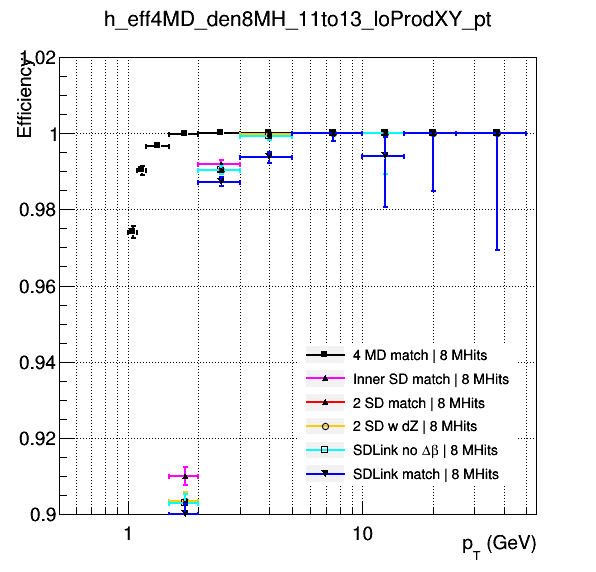 h_eff4MD_den8MH_11to13_loProdXY_pt
Efficiency
1.02
1
0.98
0.96
0.94
0.92
0.9
4 MD match | 8 MHits
Inner SD match | 8 MHits
2 SD match | 8 MHits
2 SD w dZ | 8 MHits
SDLink no Δβ | 8 MHits
SDLink match | 8 MHits
1
10
p_T (GeV)